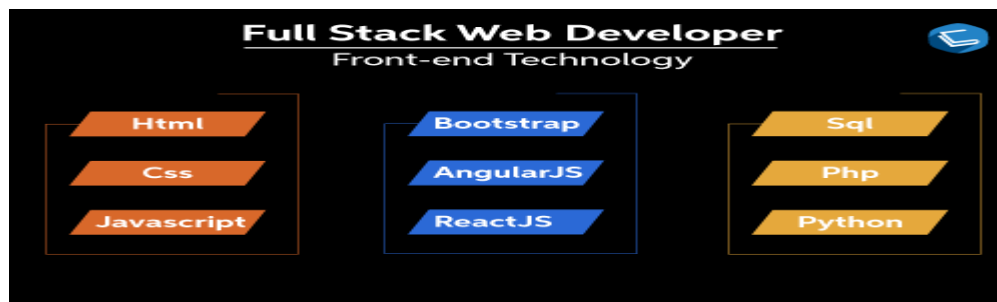 Full Stack Web Developer
Front-end Technology
Html
Css
Javascript
Bootstrap
AngularJS
ReactJS
Sql
Php
Python